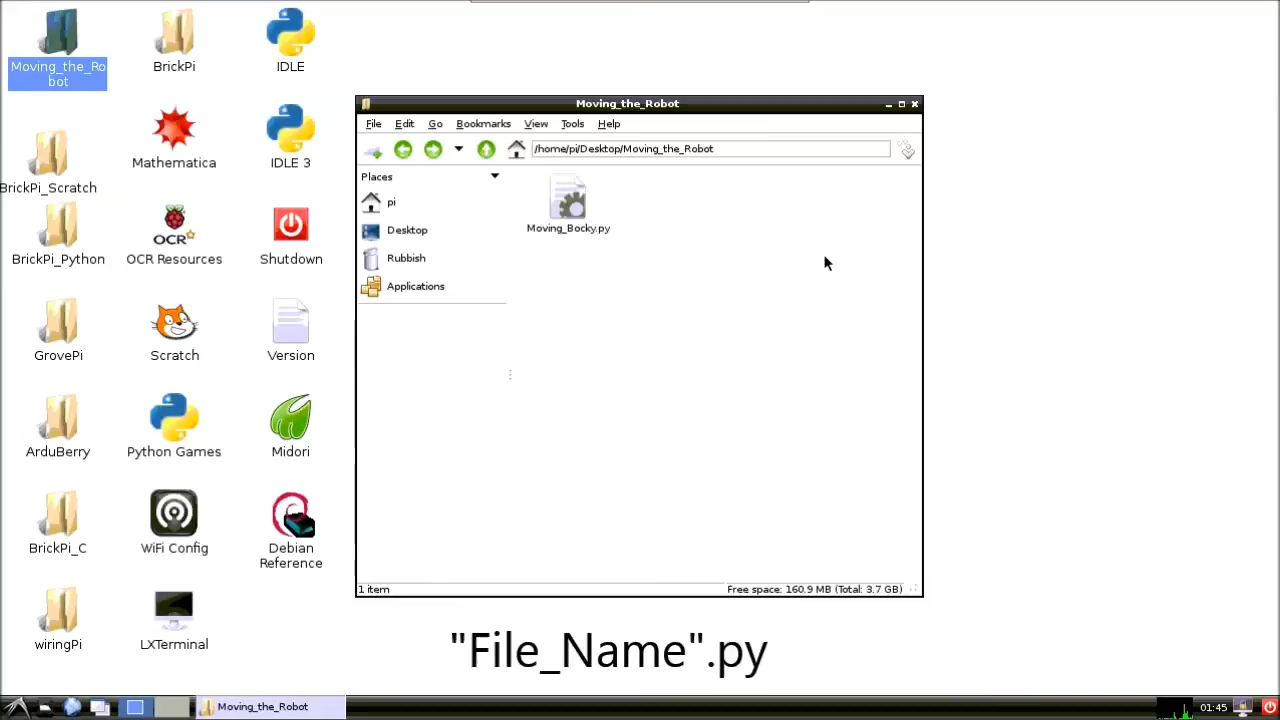 Moving_the_Ro
bot
BrickPi
IDLE
BrickPi_Scratch
Mathematica
IDLE 3
BrickPi_Python
OCR
OCR Resources
Shutdown
GrovePi
Scratch
Version
ArduBerry
Python Games
Midori
BrickPi_C
WiFi Config
Debian
Reference
wiringPi
LXTerminal
Moving_the_Robot
File Edit Go Bookmarks View Tools Help
/home/pi/Desktop/Moving_the_Robot
Places
pi
Desktop
Rubbish
Applications
Moving_Bocky.py
1 item
Free space: 160.9 MB (Total: 3.7 GB)
"File_Name".py
Moving_the_Robot
01:45